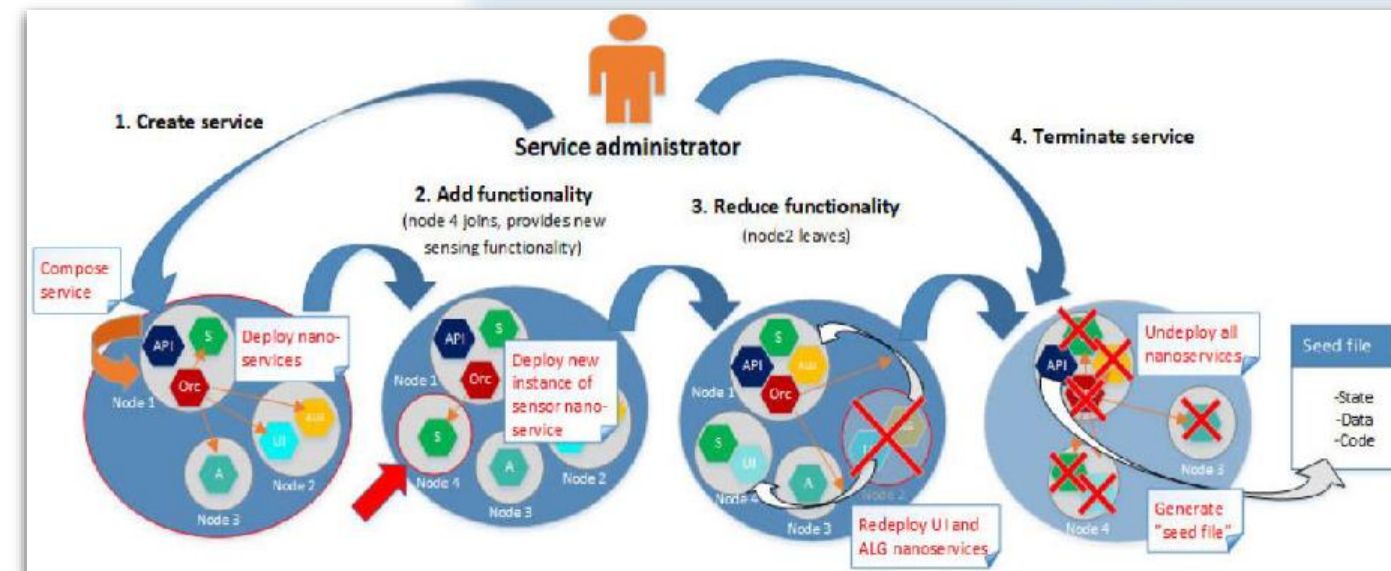 1. Create service
Service administrator
4. Terminate service
2. Add functionality
(node 4 joins, provides new
sensing functionality)
3. Reduce functionality
(node2 leaves)
Compose
service
API
S
Orc
Node 1
Deploy nano-
services
UI
ALG
Node 2
A
Node 3
API
S
Orc
Node 1
Deploy new
instance of
sensor nano-
service
S
Node 4
A
Node 3
Node 2
S
API
ALG
Orc
Node 1
S
UI
Node 4
A
Node 3
Node 2
Redeploy UI and
ALG nanoservices
API
Node 1
Undeploy all
nanoservices
Node 3
Node 4
Generate
"seed file"
Seed file
-State
-Data
-Code